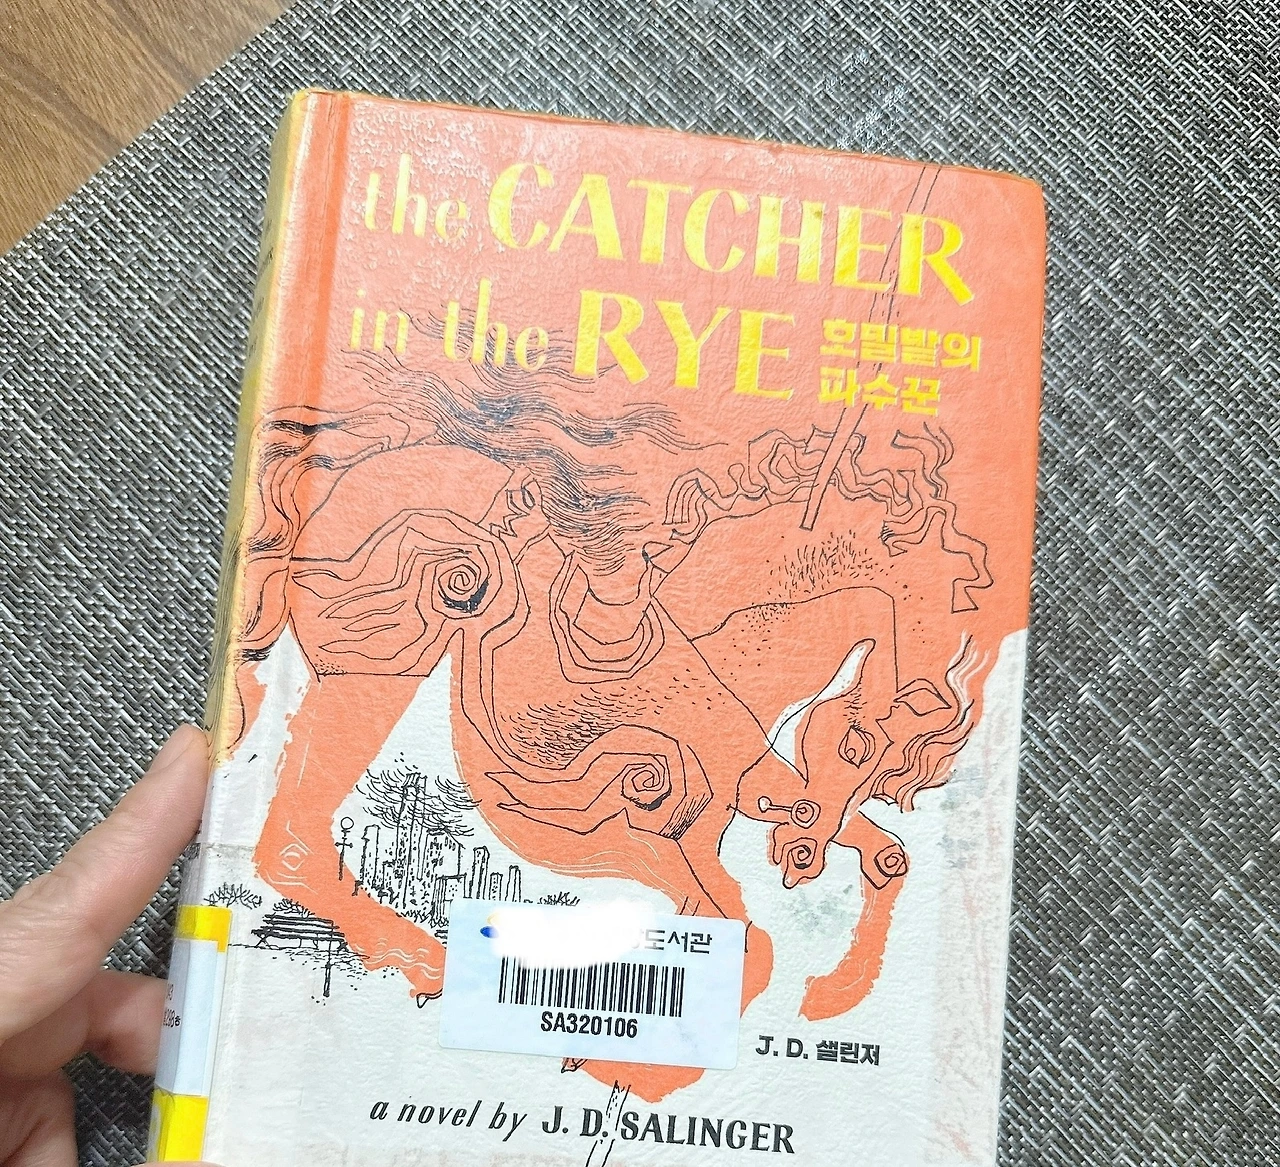 the CATCHER
in the RYE
호밀밭의
파수꾼
도서관
SA320106
J. D. 샐린저
a novel by J. D. SALINGER